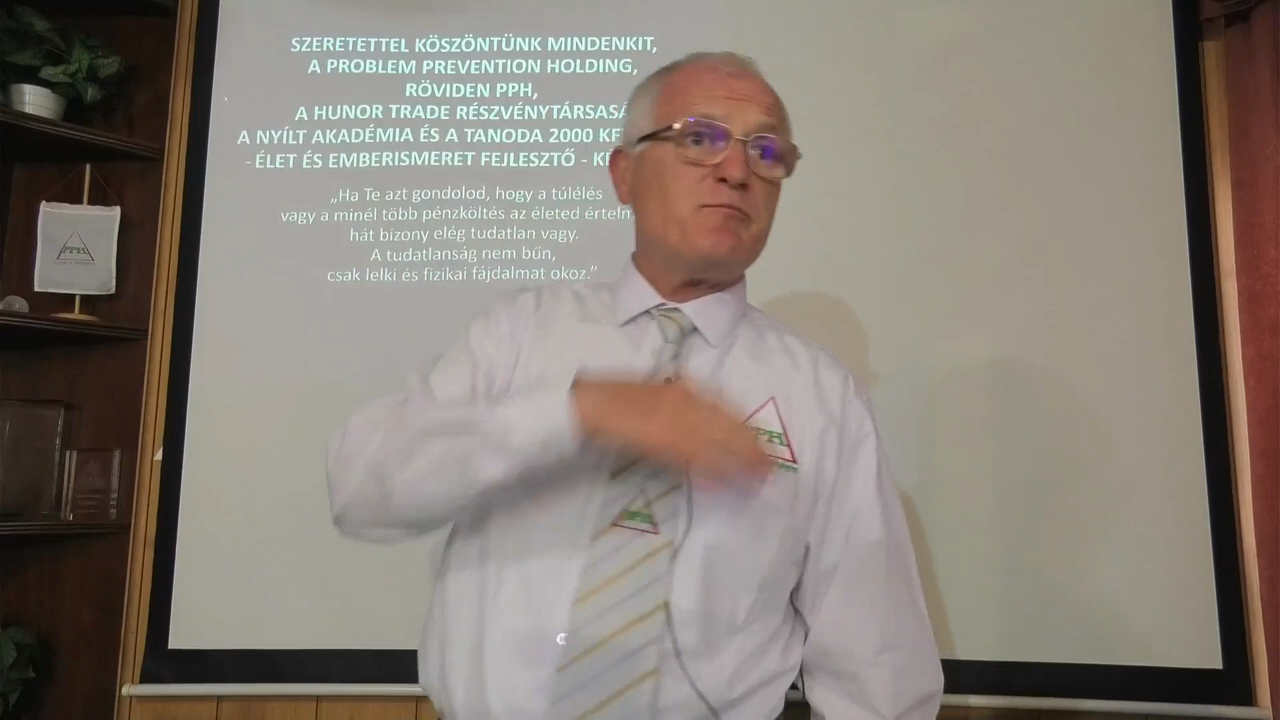 SZERETETTEL KÖSZÖNTÜNK MINDENKIT,
A PROBLEM PREVENTION HOLDING,
RÖVIDEN PPH,
A HUNOR TRADE
A NYÍLT AKADÉMIA ÉS A TANODA 2000
- ÉLET ÉS EMBERISMERET FEJLESZTŐ -
„Ha Te azt gondolod, hogy a túlélés
vagy a minél több pénzköltés az életed
hát bizony elég tudatlan vagy.
A tudatlanság nem bűn,
csak lelki és fizikai fájdalmat okoz.”
PPH
PPH
PPH